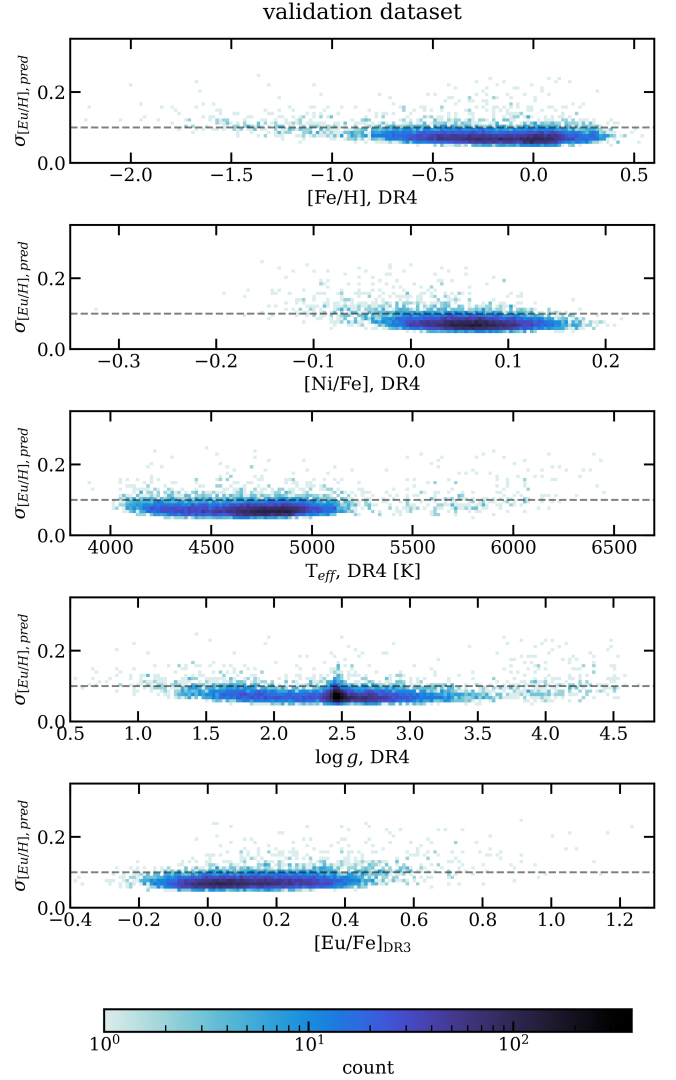 validation dataset
σ[Eu/H], pred
0.2
0.0
−2.0 −1.5 −1.0 −0.5 0.0 0.5
[Fe/H], DR4
σ[Eu/H], pred
0.2
0.0
−0.3 −0.2 −0.1 0.0 0.1 0.2
[Ni/Fe], DR4
σ[Eu/H], pred
0.2
0.0
4000 4500 5000 5500 6000 6500
Teff, DR4 [K]
σ[Eu/H], pred
0.2
0.0
0.5 1.0 1.5 2.0 2.5 3.0 3.5 4.0 4.5
log g, DR4
σ[Eu/H], pred
0.2
0.0
−0.4 −0.2 0.0 0.2 0.4 0.6 0.8 1.0 1.2
[Eu/Fe]DR3
10⁰ 10¹ 10²
count